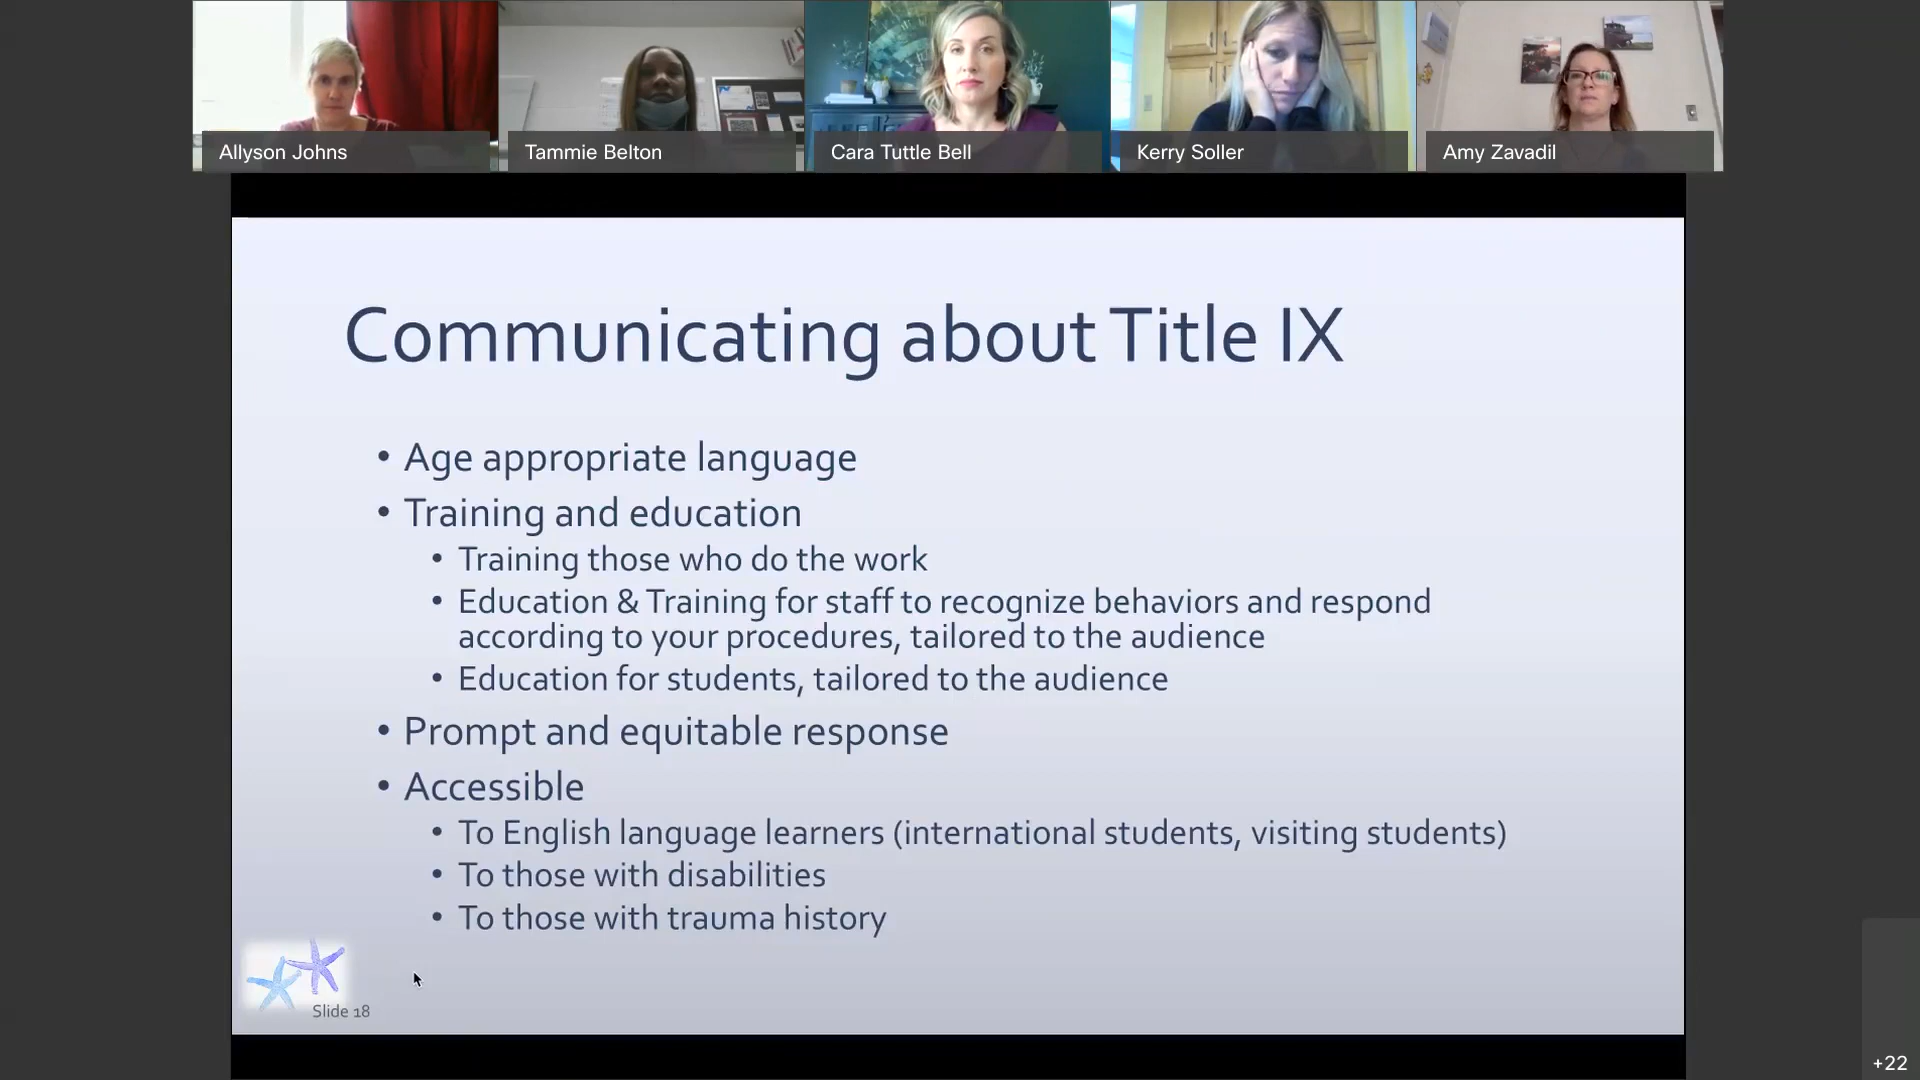 Allyson Johns
Tammie Belton
Cara Tuttle Bell
Kerry Soller
Amy Zavadil
Communicating about Title IX
• Age appropriate language
• Training and education
• Training those who do the work
• Education & Training for staff to recognize behaviors and respond
according to your procedures, tailored to the audience
• Education for students, tailored to the audience
• Prompt and equitable response
• Accessible
• To English language learners (international students, visiting students)
• To those with disabilities
• To those with trauma history
Slide 18
+22